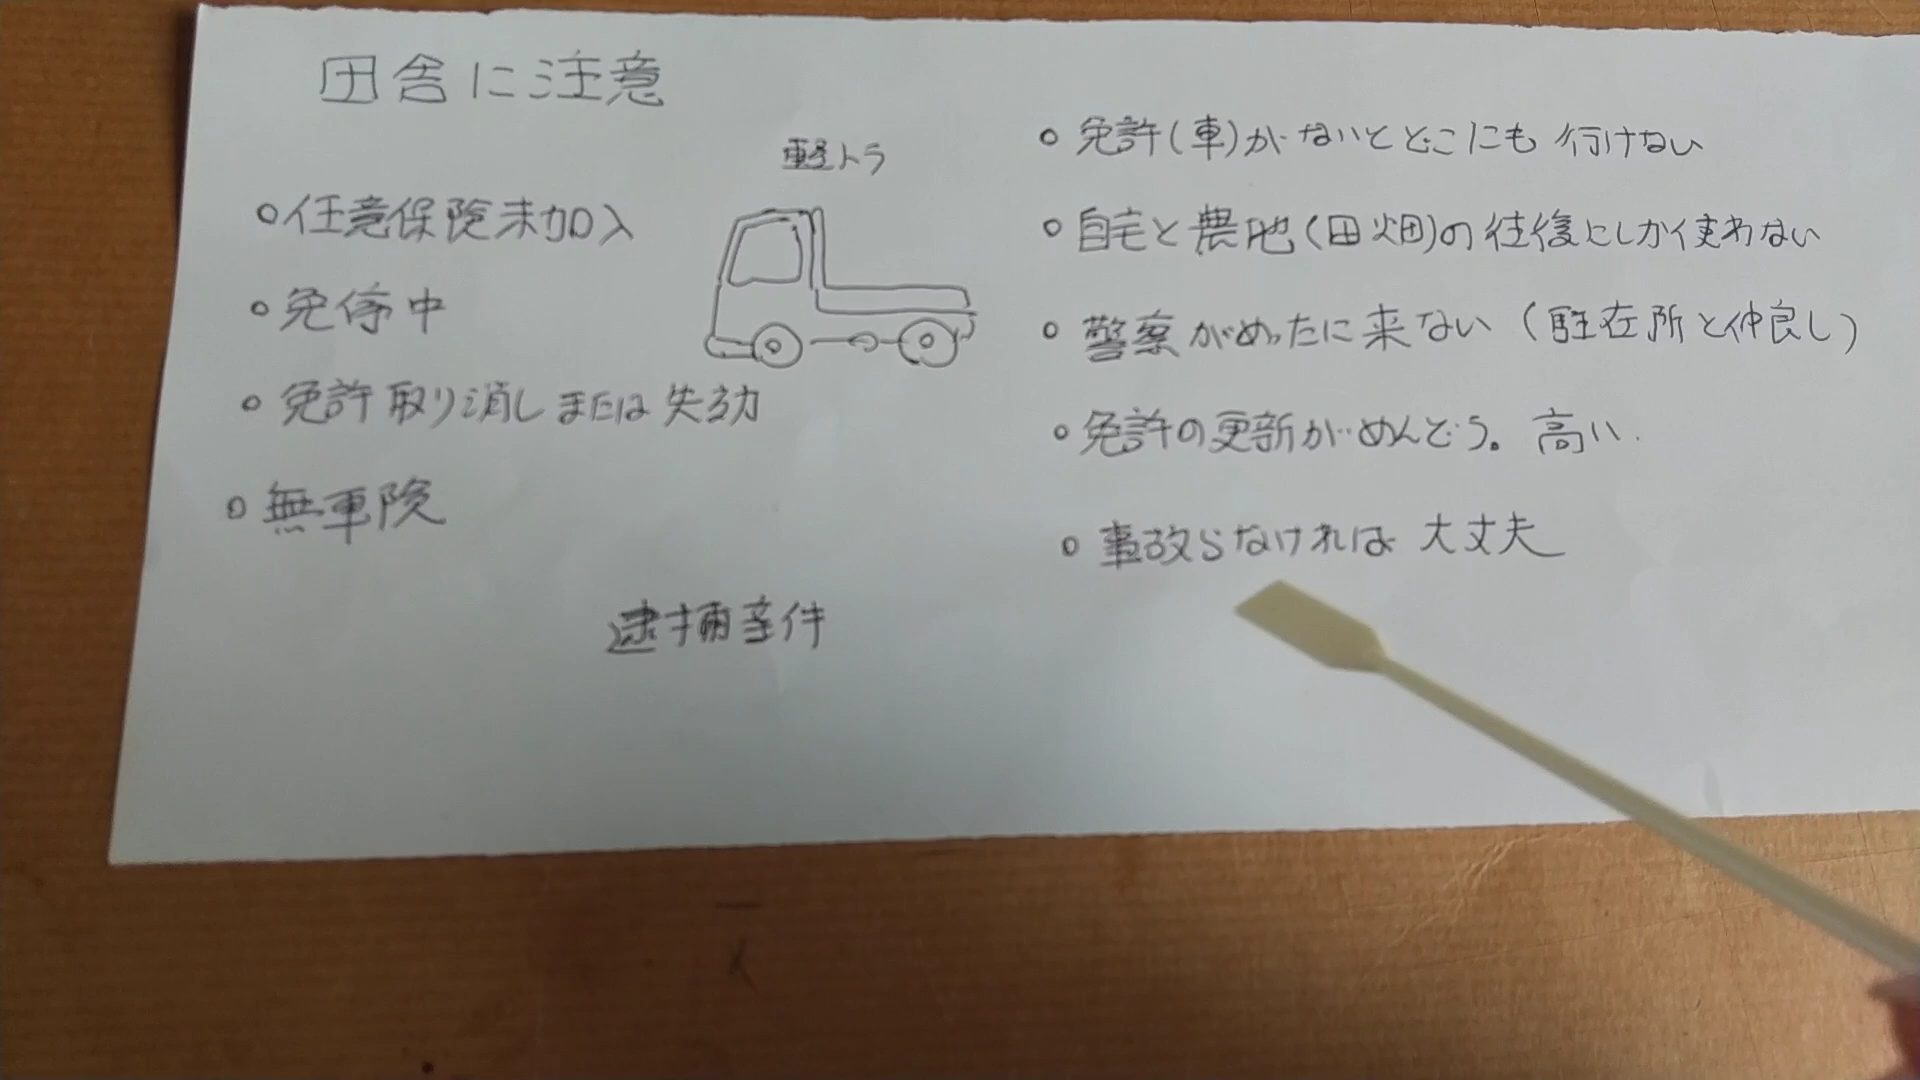 田舎に注意
軽トラ
○任意保険未加入
○免停中
○免許取り消しまたは失効
○無車険
逮捕案件
○免許(車)がないとどこにも行けない
○自宅と農地(田畑)の往復にしか使わない
○警察がめったに来ない(駐在所と仲良し)
○免許の更新がめんどう。高い.
○事故らなければ大丈夫